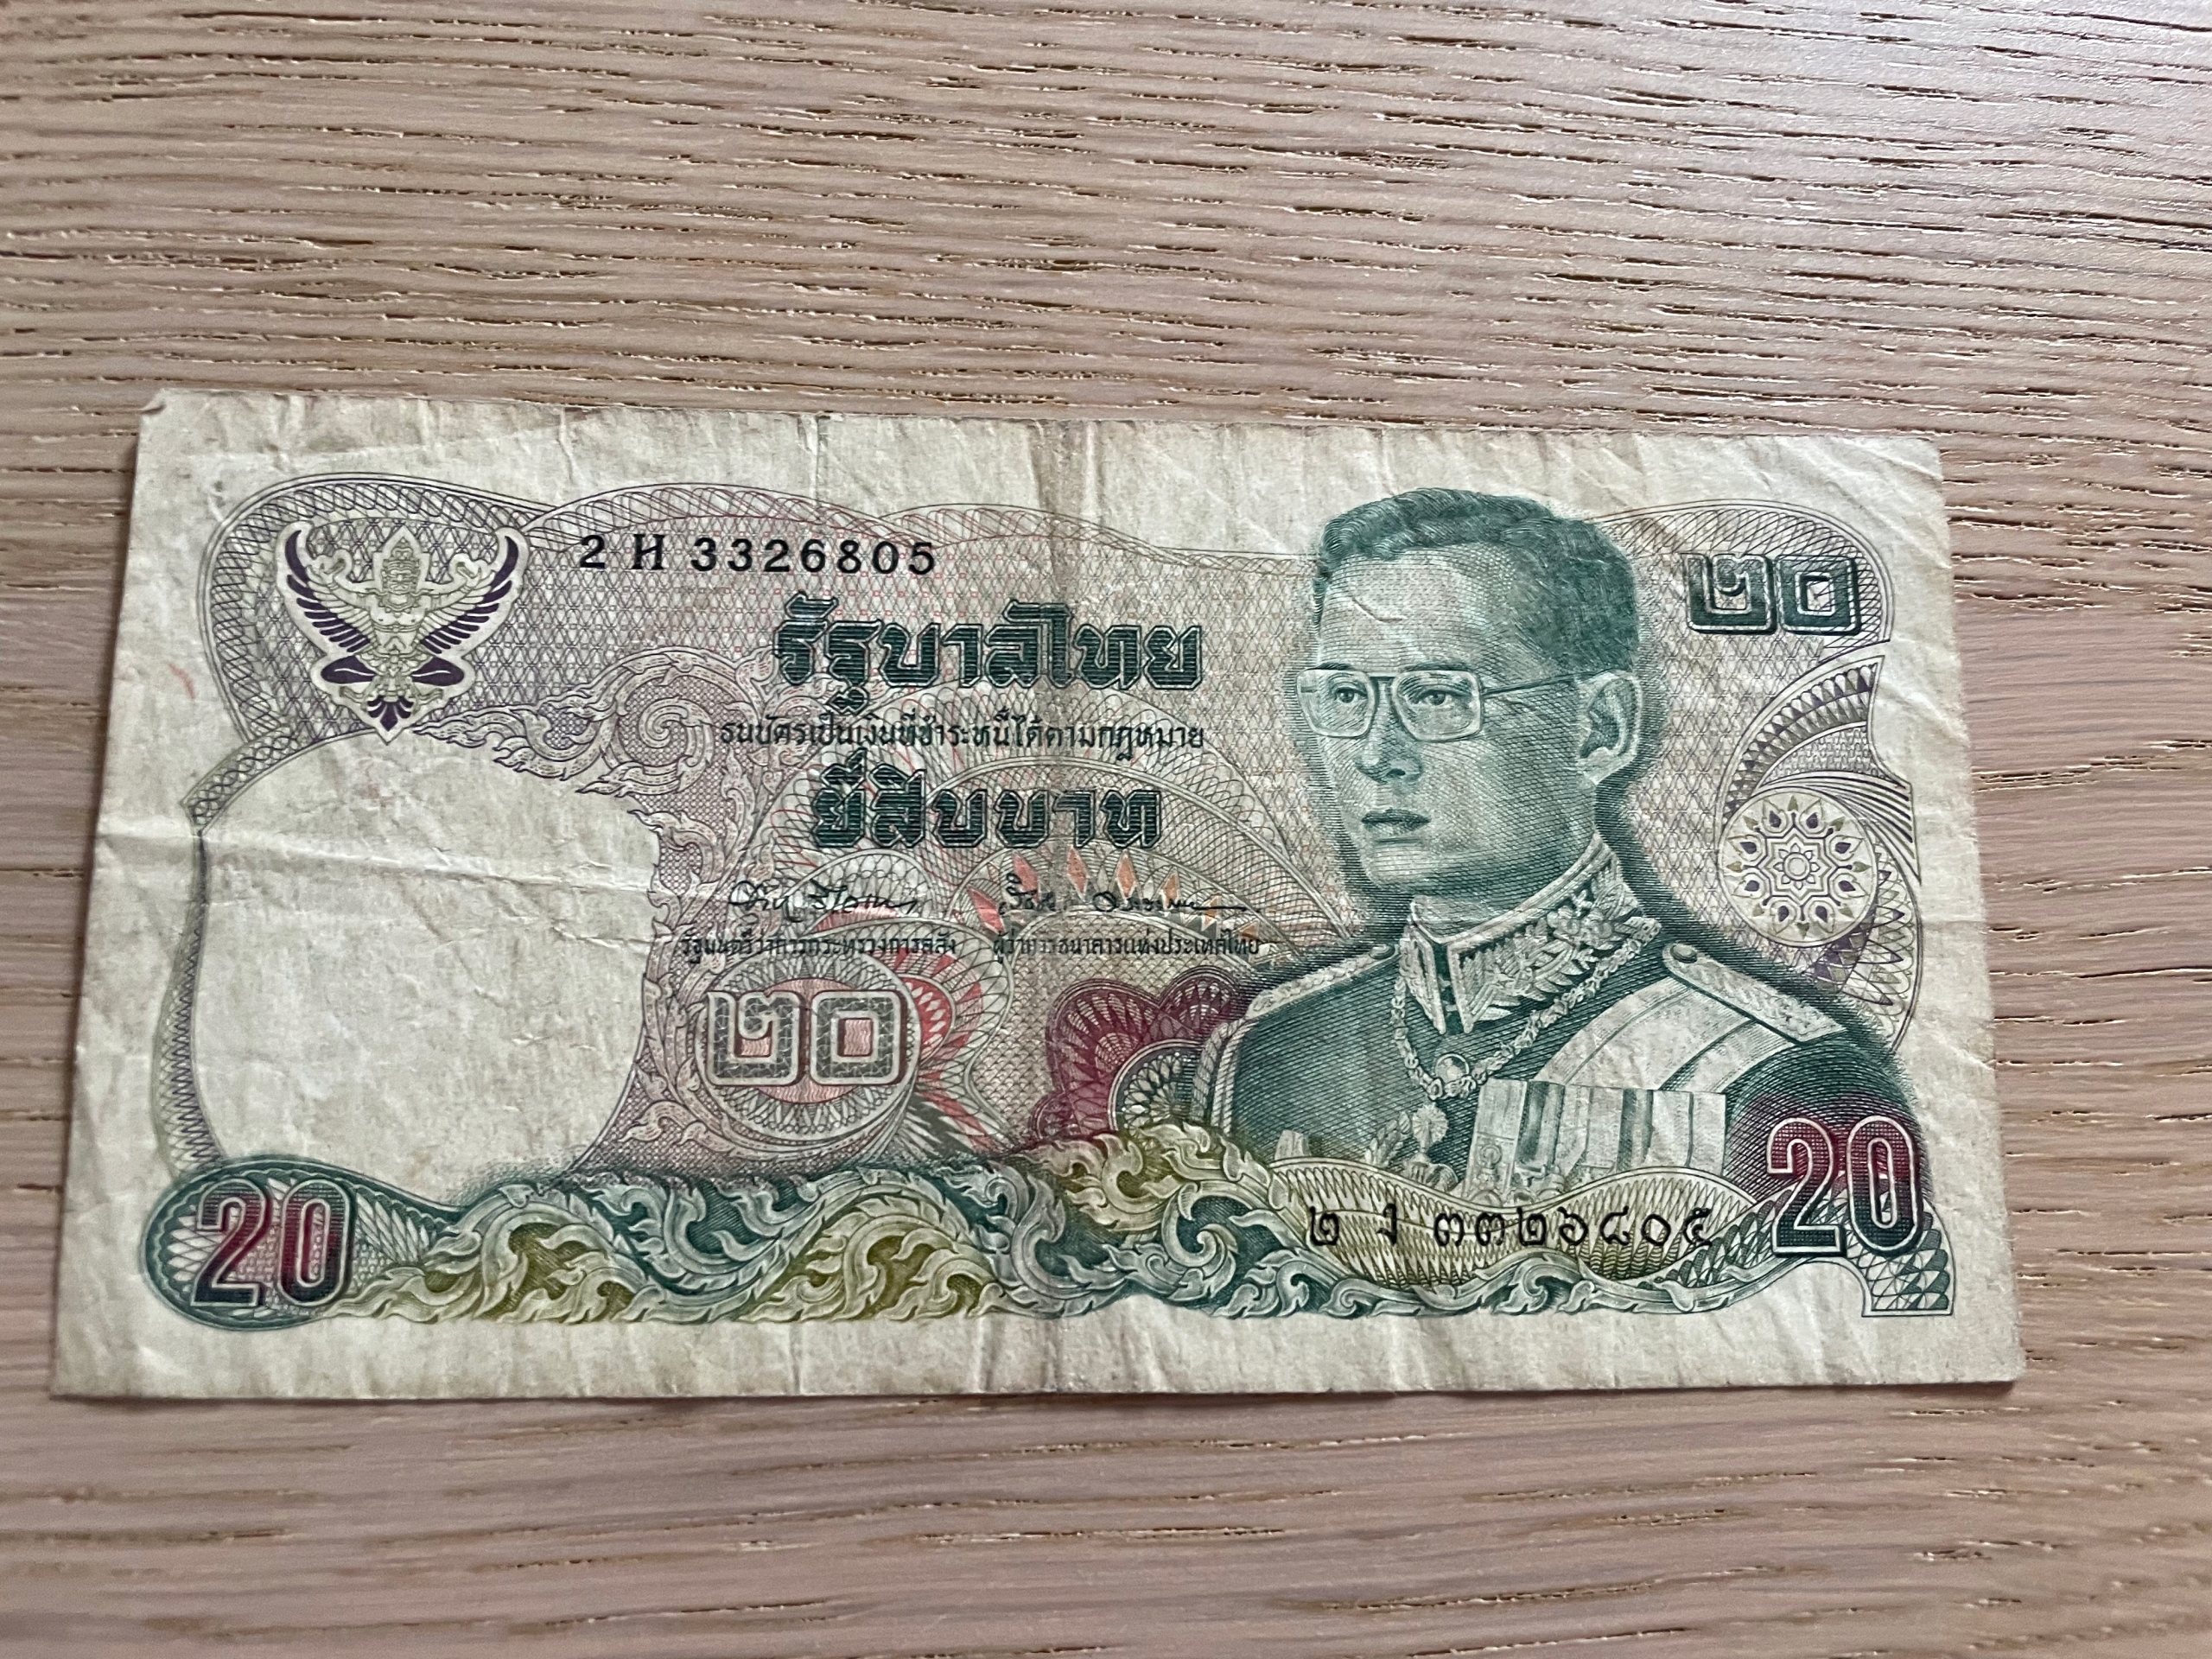 2 H 3326805
๒๐
รัฐบาลไทย
ธนบัตรเป็นเงินที่ชำระหนี้ได้ตามกฎหมาย
ยี่สิบบาท
รัฐมนตรีว่าการกระทรวงการคลัง ผู้ว่าการธนาคารแห่งประเทศไทย
๒๐
20
๒ ๅ ๓๓๒๖๘๐๕
20